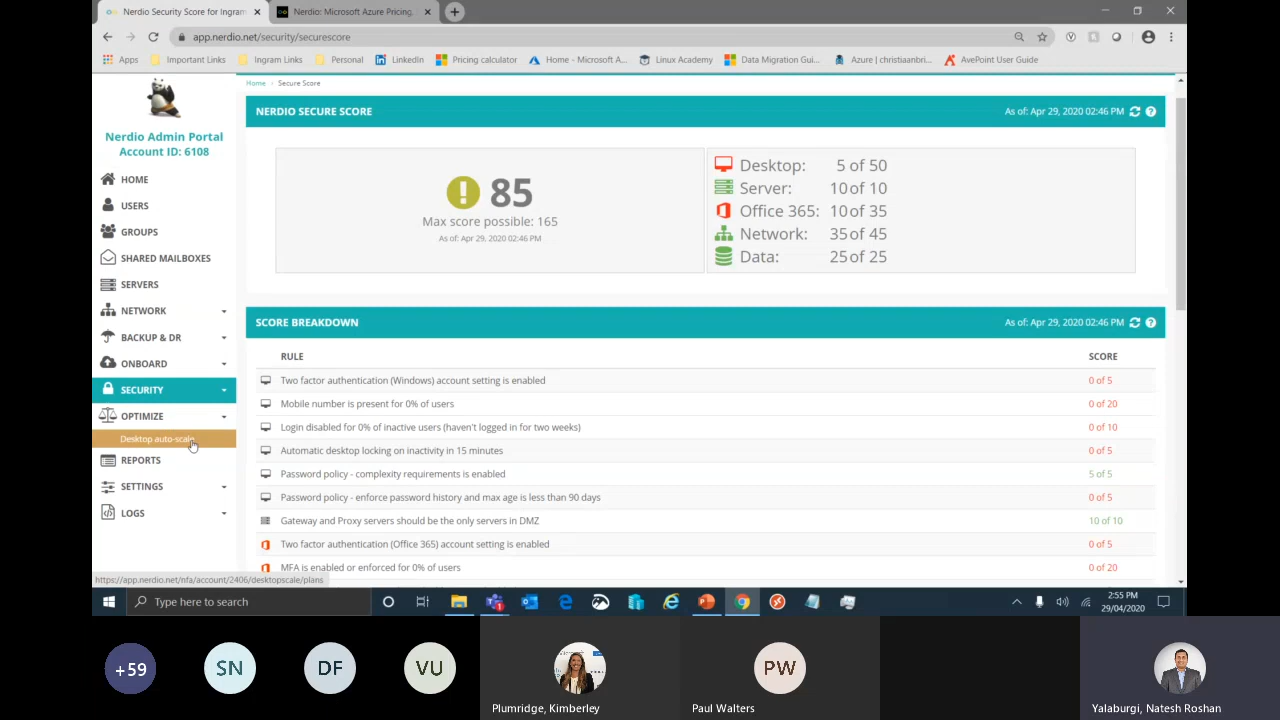 Nerdio Security Score for Ingram
Nerdio: Microsoft Azure Pricing,
app.nerdio.net/security/securescore
Apps
Important Links
Ingram Links
Personal
LinkedIn
Pricing calculator
Home - Microsoft A...
Linux Academy
Data Migration Gui...
Azure | christiaanbri...
AvePoint User Guide
Home > Secure Score
Nerdio Admin Portal
Account ID: 6108
HOME
USERS
GROUPS
SHARED MAILBOXES
SERVERS
NETWORK
BACKUP & DR
ONBOARD
SECURITY
OPTIMIZE
Desktop auto-scale
REPORTS
SETTINGS
LOGS
NERDIO SECURE SCORE
As of: Apr 29, 2020 02:46 PM
85
Max score possible: 165
As of: Apr 29, 2020 02:46 PM
Desktop: 5 of 50
Server: 10 of 10
Office 365: 10 of 35
Network: 35 of 45
Data: 25 of 25
SCORE BREAKDOWN
As of: Apr 29, 2020 02:46 PM
RULE SCORE
Two factor authentication (Windows) account setting is enabled 0 of 5
Mobile number is present for 0% of users 0 of 20
Login disabled for 0% of inactive users (haven't logged in for two weeks) 0 of 10
Automatic desktop locking on inactivity in 15 minutes 0 of 5
Password policy - complexity requirements is enabled 5 of 5
Password policy - enforce password history and max age is less than 90 days 0 of 5
Gateway and Proxy servers should be the only servers in DMZ 10 of 10
Two factor authentication (Office 365) account setting is enabled 0 of 5
MFA is enabled or enforced for 0% of users 0 of 20
https://app.nerdio.net/nfa/account/2406/desktopscale/plans
Type here to search
2:55 PM
29/04/2020
+59
SN
DF
VU
PW
Plumridge, Kimberley
Paul Walters
Yalaburgi, Natesh Roshan